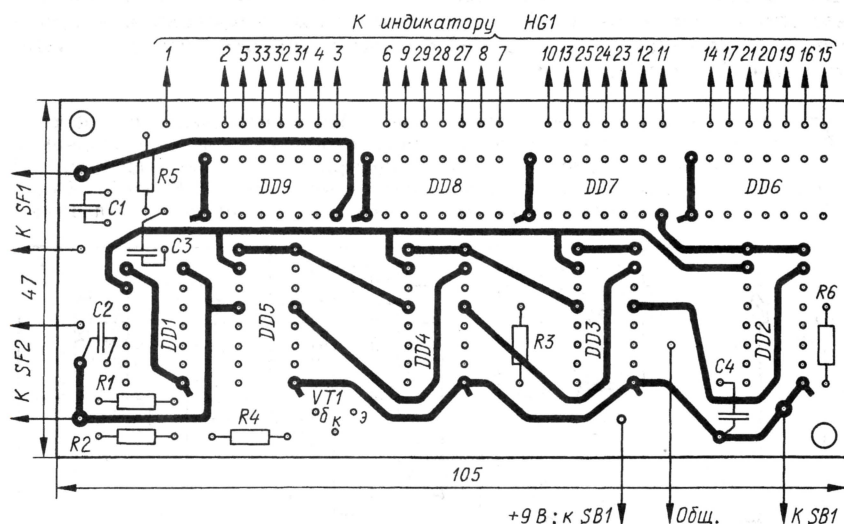 К индикатору HG1
1 2 5 33 32 31 4 3 6 9 29 28 27 8 7 10 13 25 24 23 12 11 14 17 21 20 19 16 15
К SF1
R5
DD9
DD8
DD7
DD6
C1
C3
47
C2
DD1
DD5
DD4
R3
DD3
DD2
R6
К SF2
R1
VT1
б к э
C4
R2
R4
105
+9 В; к SB1
Общ.
К SB1